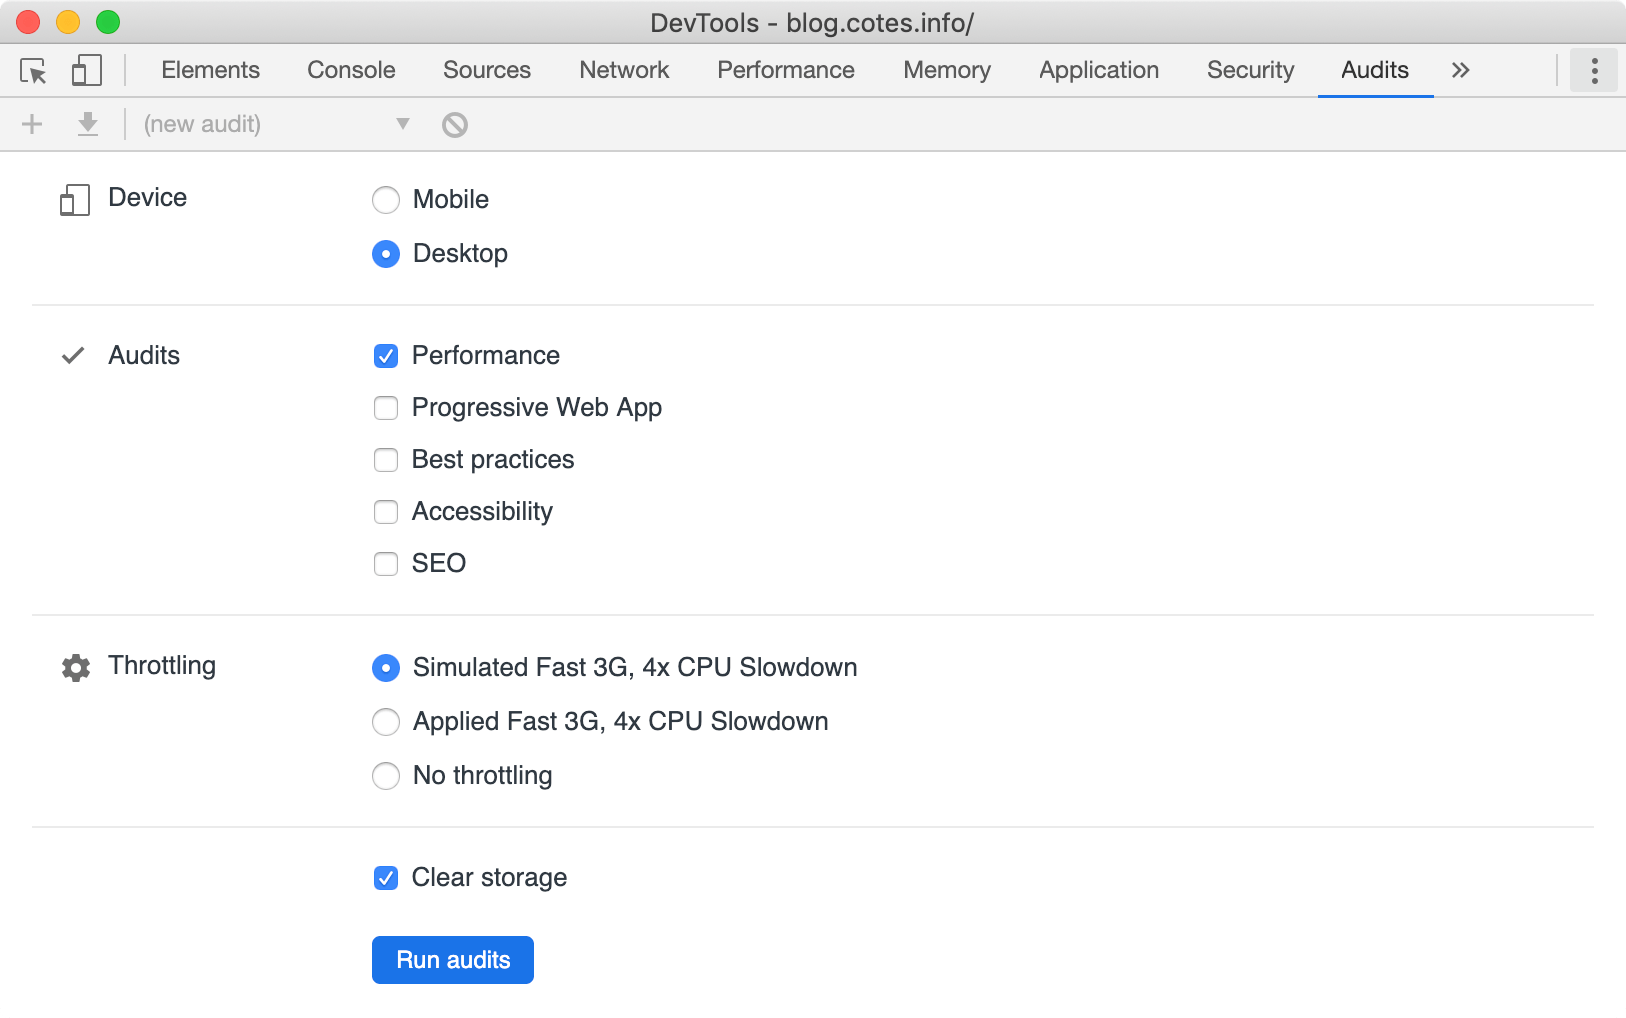 DevTools - blog.cotes.info/
Elements Console Sources Network Performance Memory Application Security Audits »
(new audit)
Device
Mobile
Desktop
Audits
Performance
Progressive Web App
Best practices
Accessibility
SEO
Throttling
Simulated Fast 3G, 4x CPU Slowdown
Applied Fast 3G, 4x CPU Slowdown
No throttling
Clear storage
Run audits